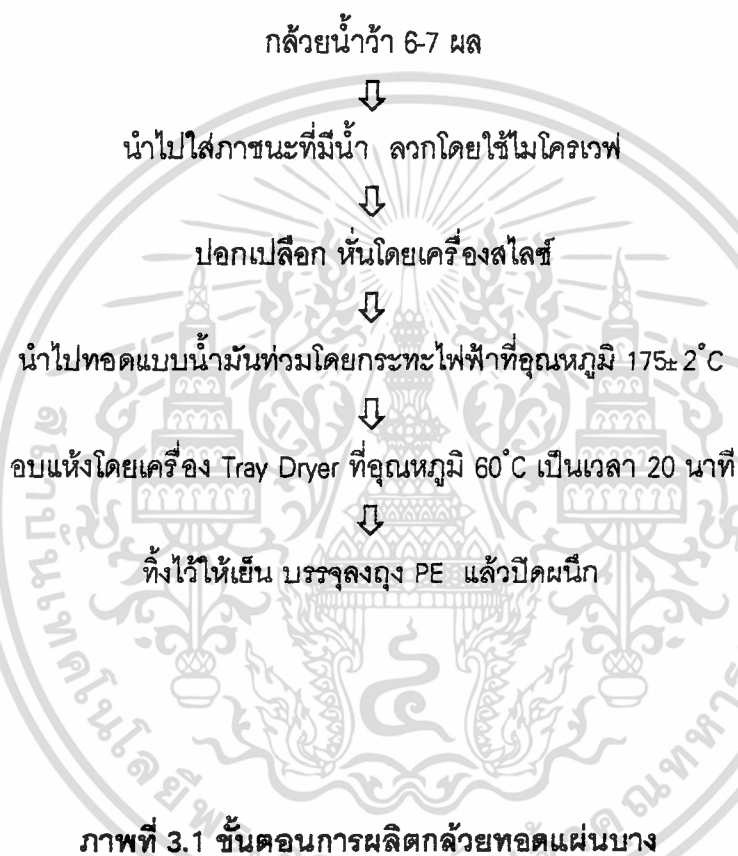 กล้วยน้ำว้า 6-7 ผล
⇩
นำไปใส่ภาชนะที่มีน้ำ ลวกโดยใช้ไมโครเวฟ
⇩
ปอกเปลือก หั่นโดยเครื่องสไลซ์
⇩
นำไปทอดแบบน้ำมันท่วมโดยกระทะไฟฟ้าที่อุณหภูมิ 175± 2°C
⇩
อบแห้งโดยเครื่อง Tray Dryer ที่อุณหภูมิ 60°C เป็นเวลา 20 นาที
⇩
ทิ้งไว้ให้เย็น บรรจุลงถุง PE แล้วปิดผนึก
ภาพที่ 3.1 ขั้นตอนการผลิตกล้วยทอดแผ่นบาง